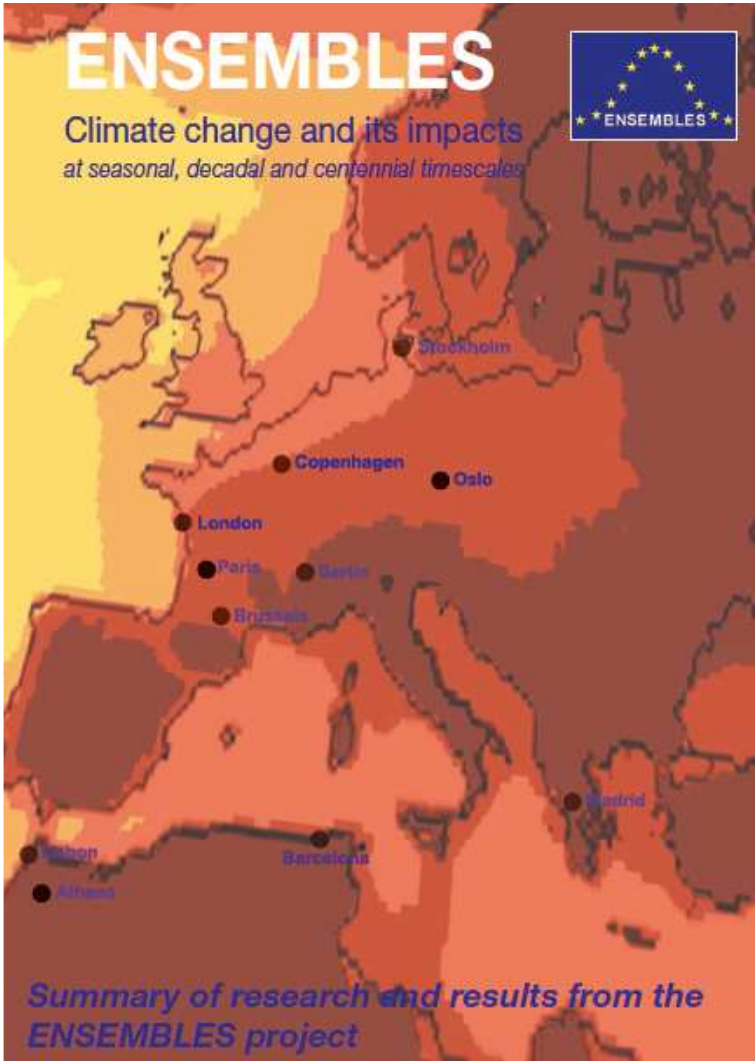 ENSEMBLES
ENSEMBLES
Climate change and its impacts
at seasonal, decadal and centennial timescales
Stockholm
Copenhagen
Oslo
London
Paris
Berlin
Brussels
Madrid
Lisbon
Barcelona
Athens
Summary of research and results from the
ENSEMBLES project